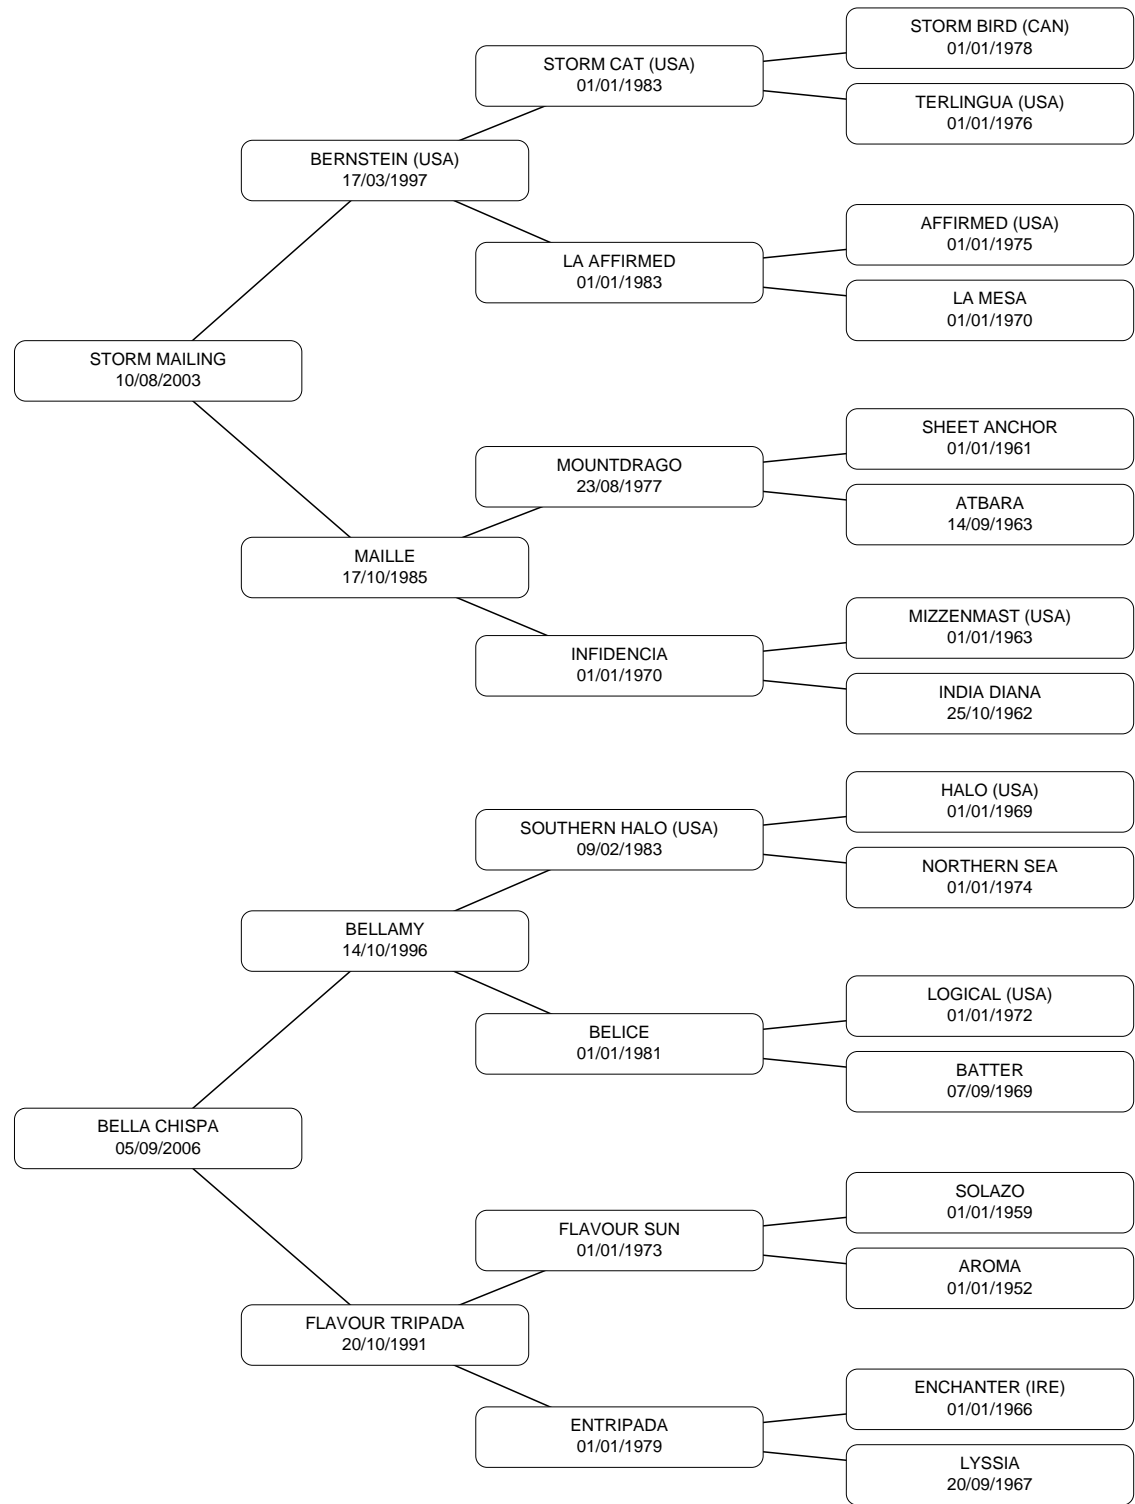 STORM BIRD (CAN)
01/01/1978
STORM CAT (USA)
01/01/1983
TERLINGUA (USA)
01/01/1976
BERNSTEIN (USA)
17/03/1997
AFFIRMED (USA)
01/01/1975
LA AFFIRMED
01/01/1983
LA MESA
01/01/1970
STORM MAILING
10/08/2003
SHEET ANCHOR
01/01/1961
MOUNTDRAGO
23/08/1977
ATBARA
14/09/1963
MAILLE
17/10/1985
MIZZENMAST (USA)
01/01/1963
INFIDENCIA
01/01/1970
INDIA DIANA
25/10/1962
HALO (USA)
01/01/1969
SOUTHERN HALO (USA)
09/02/1983
NORTHERN SEA
01/01/1974
BELLAMY
14/10/1996
LOGICAL (USA)
01/01/1972
BELICE
01/01/1981
BATTER
07/09/1969
BELLA CHISPA
05/09/2006
SOLAZO
01/01/1959
FLAVOUR SUN
01/01/1973
AROMA
01/01/1952
FLAVOUR TRIPADA
20/10/1991
ENCHANTER (IRE)
01/01/1966
ENTRIPADA
01/01/1979
LYSSIA
20/09/1967